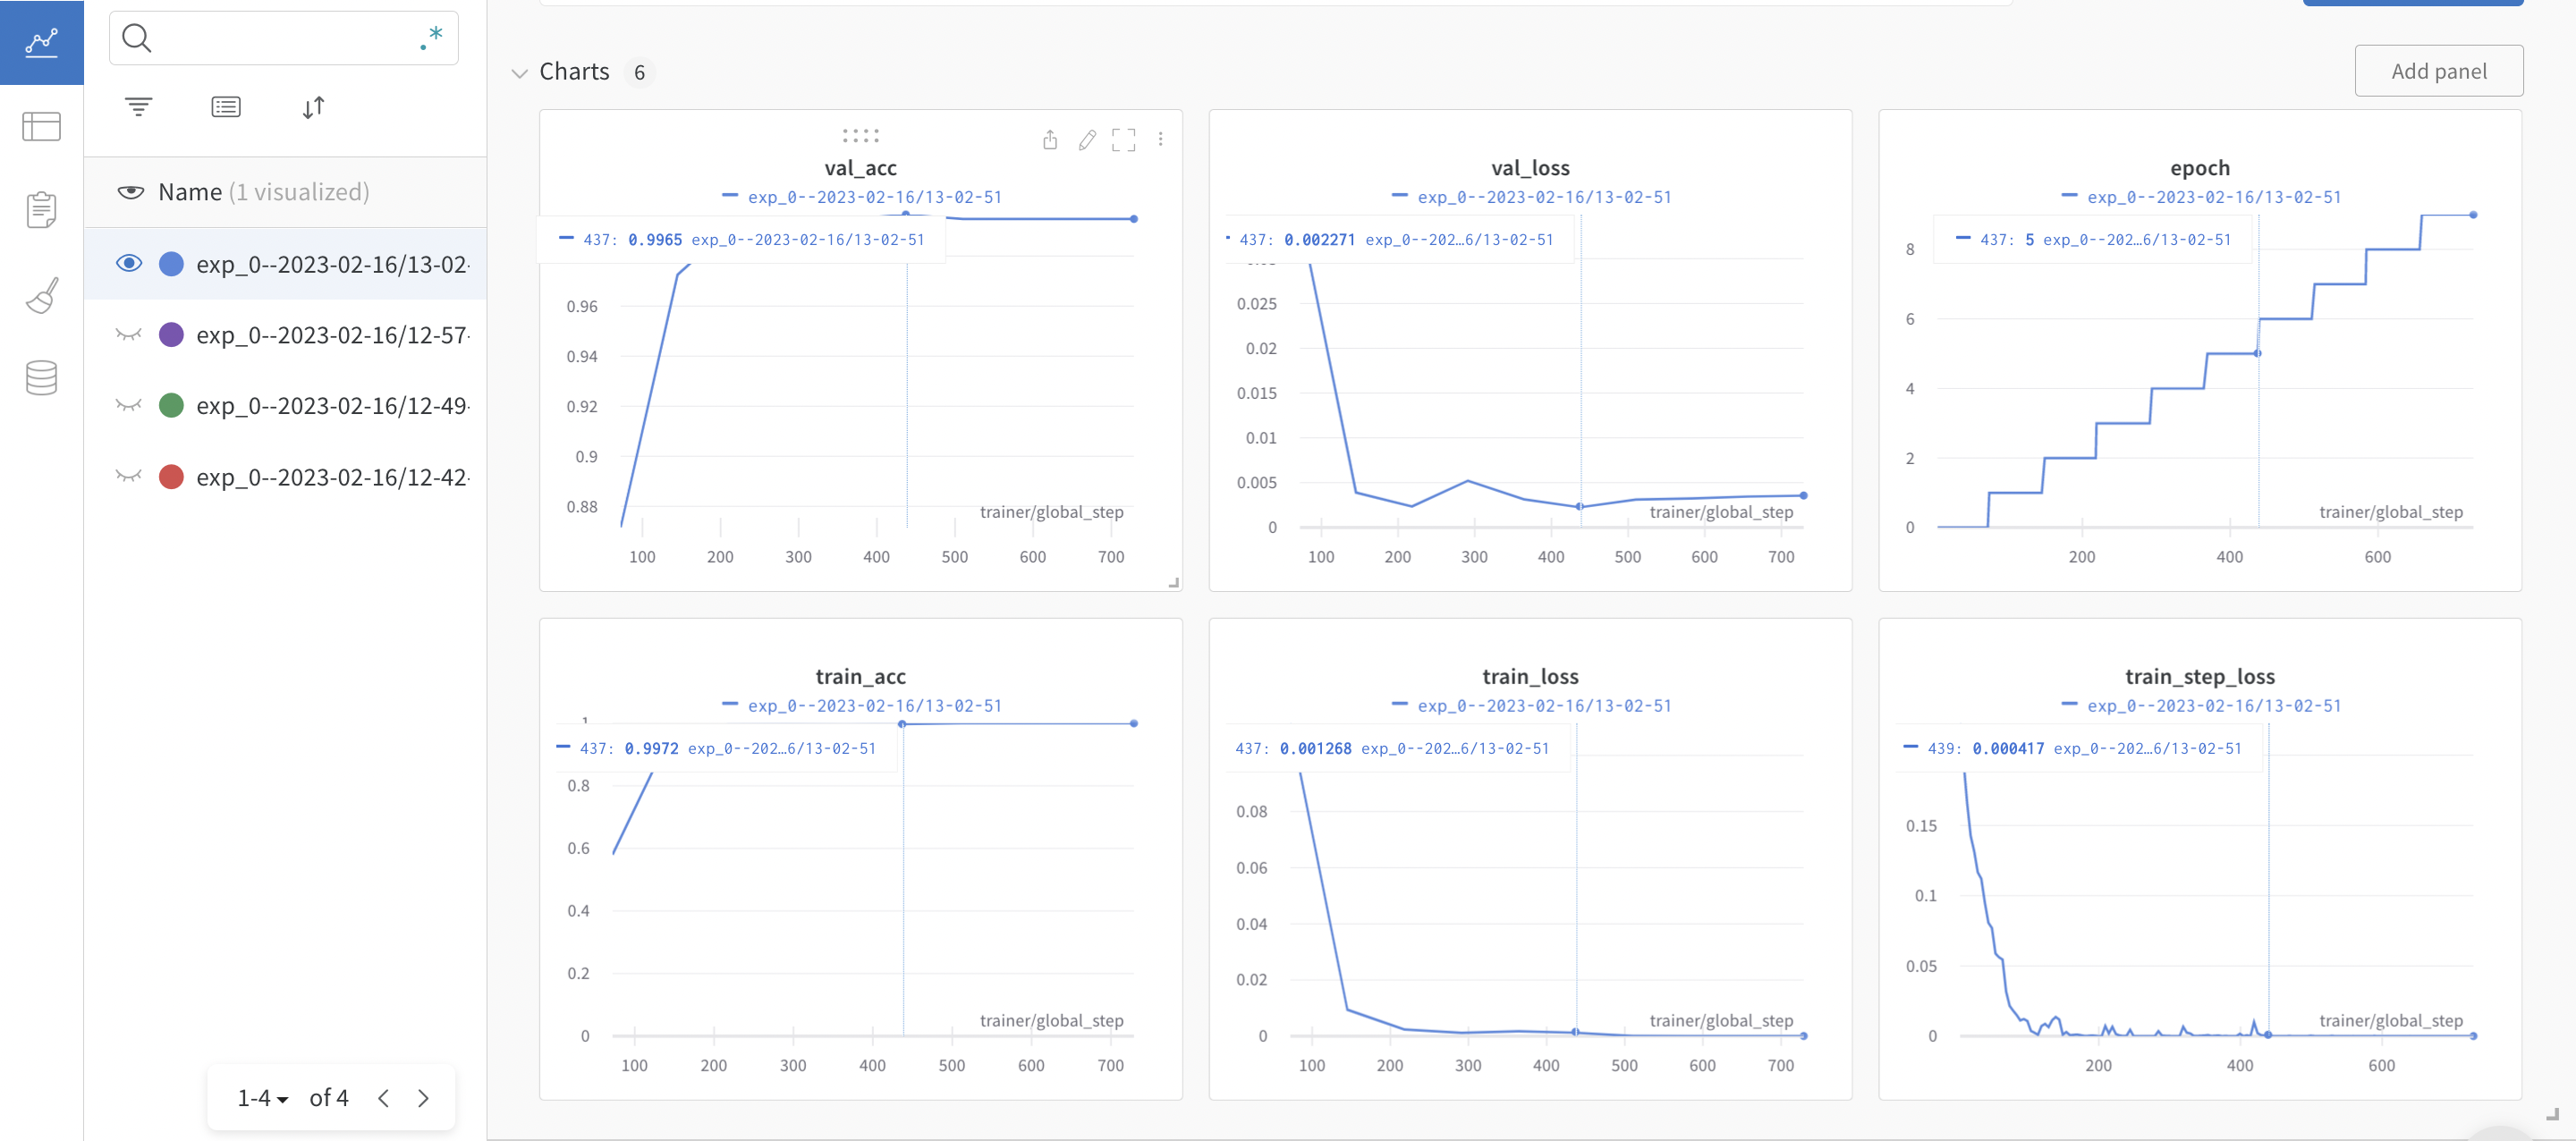 .*
Name (1 visualized)
exp_0--2023-02-16/13-02-
exp_0--2023-02-16/12-57-
exp_0--2023-02-16/12-49-
exp_0--2023-02-16/12-42-
1-4 of 4
Charts 6
Add panel
val_acc
exp_0--2023-02-16/13-02-51
437: 0.9965 exp_0--2023-02-16/13-02-51
0.96
0.94
0.92
0.9
0.88
trainer/global_step
100 200 300 400 500 600 700
val_loss
exp_0--2023-02-16/13-02-51
437: 0.002271 exp_0--202…6/13-02-51
0.025
0.02
0.015
0.01
0.005
0
trainer/global_step
100 200 300 400 500 600 700
epoch
exp_0--2023-02-16/13-02-51
437: 5 exp_0--202…6/13-02-51
8
6
4
2
0
trainer/global_step
200 400 600
train_acc
exp_0--2023-02-16/13-02-51
1
437: 0.9972 exp_0--202…6/13-02-51
0.8
0.6
0.4
0.2
0
trainer/global_step
100 200 300 400 500 600 700
train_loss
exp_0--2023-02-16/13-02-51
437: 0.001268 exp_0--202…6/13-02-51
0.08
0.06
0.04
0.02
0
trainer/global_step
100 200 300 400 500 600 700
train_step_loss
exp_0--2023-02-16/13-02-51
439: 0.000417 exp_0--202…6/13-02-51
0.15
0.1
0.05
0
trainer/global_step
200 400 600